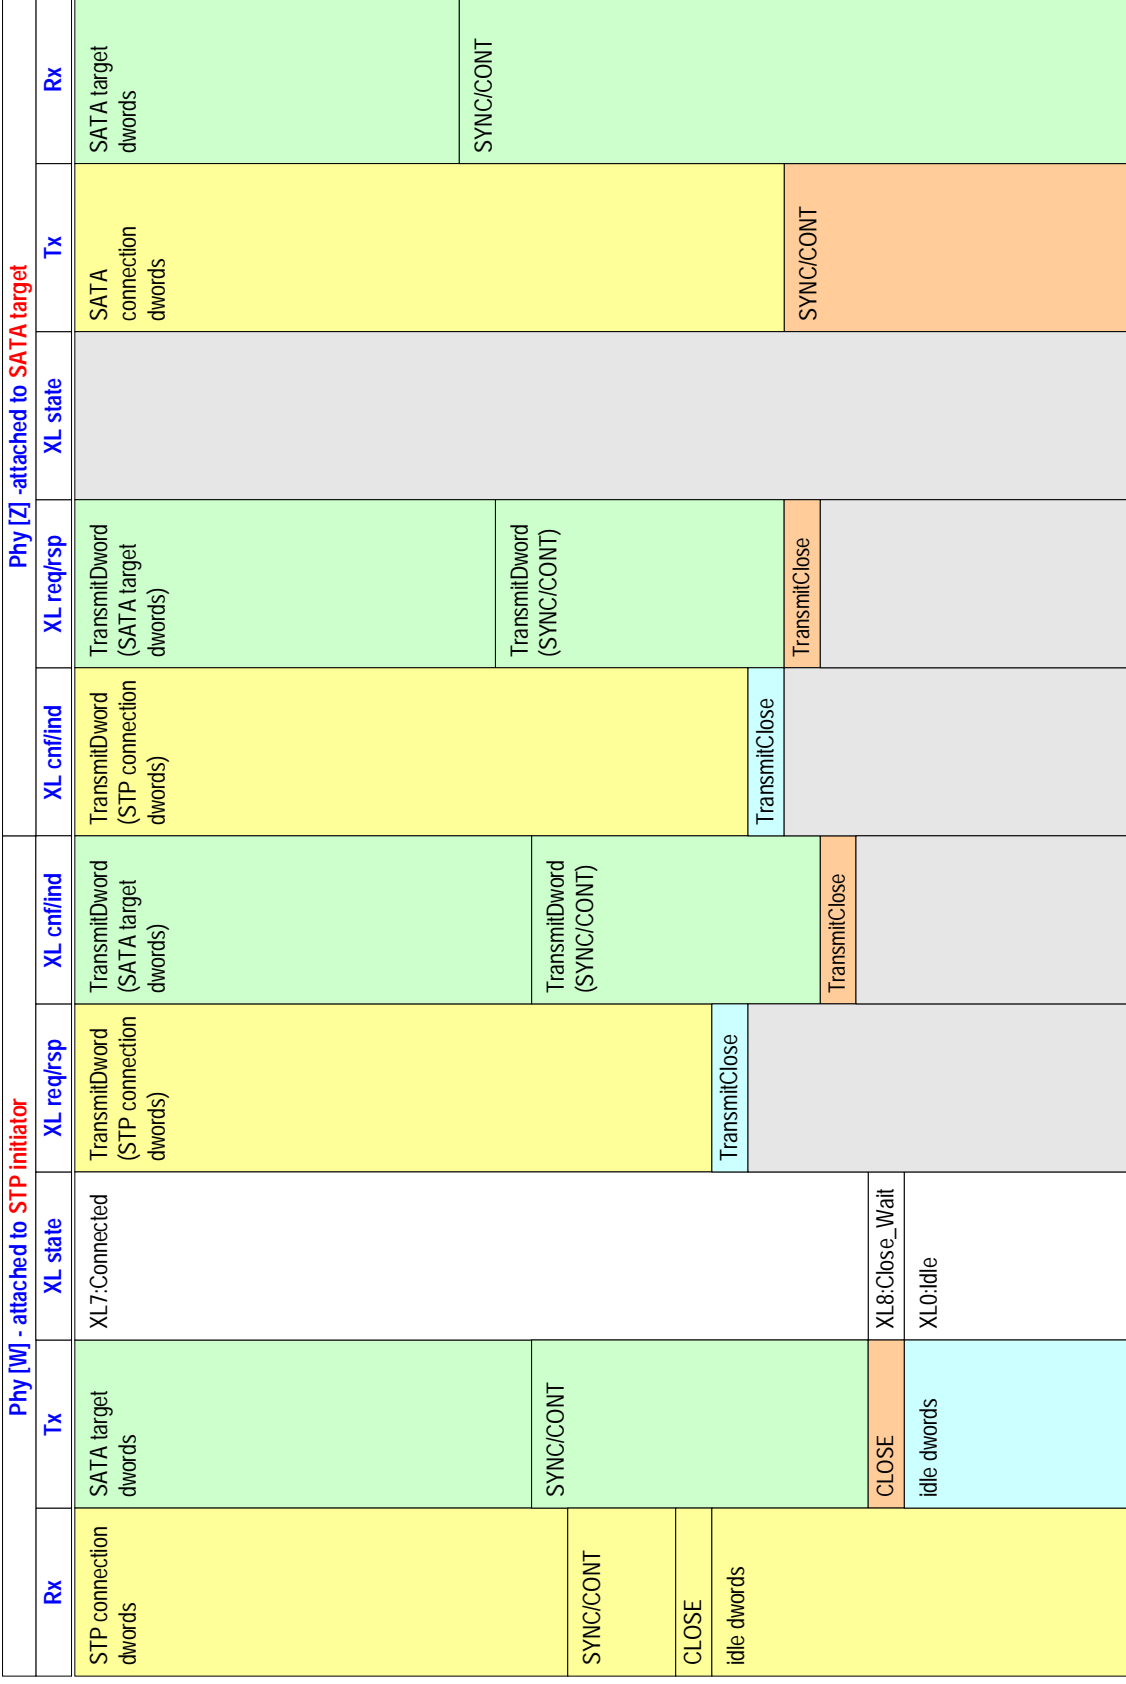 Phy [W] - attached to STP initiator
Phy [Z] -attached to SATA target
Rx
Tx
XL state
XL req/rsp
XL cnf/ind
XL cnf/ind
XL req/rsp
XL state
Tx
Rx
STP connection
dwords
SYNC/CONT
CLOSE
idle dwords
SATA target
dwords
SYNC/CONT
CLOSE
idle dwords
XL7:Connected
XL8:Close_Wait
XL0:Idle
TransmitDword
(STP connection
dwords)
TransmitClose
TransmitDword
(SATA target
dwords)
TransmitDword
(SYNC/CONT)
TransmitClose
TransmitDword
(STP connection
dwords)
TransmitClose
TransmitDword
(SATA target
dwords)
TransmitDword
(SYNC/CONT)
TransmitClose
SATA
connection
dwords
SYNC/CONT
SATA target
dwords
SYNC/CONT